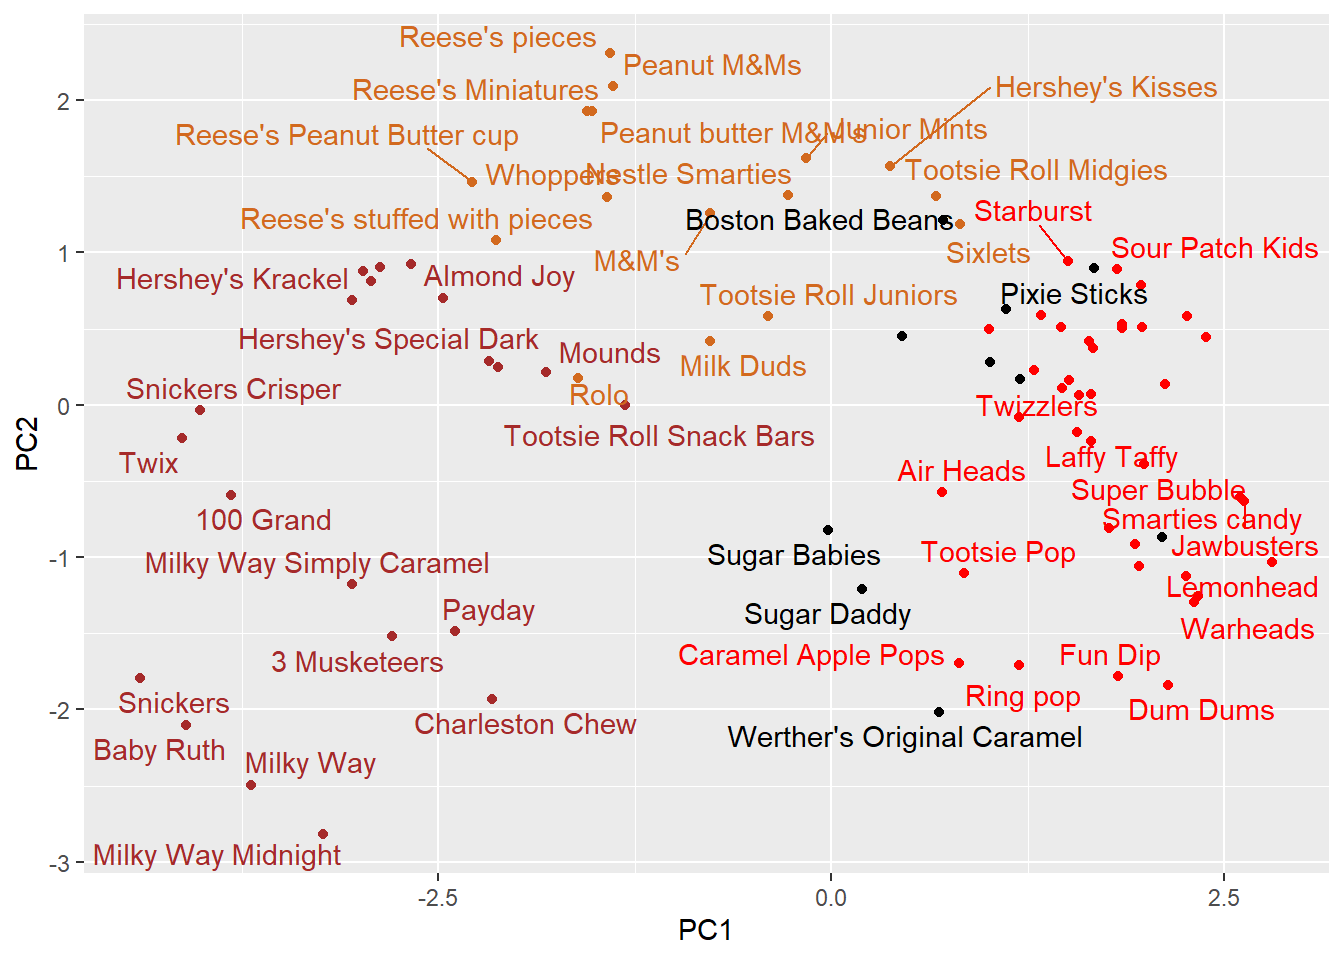 Reese's pieces
Peanut M&Ms
Reese's Miniatures
Hershey's Kisses
2
Reese's Peanut Butter cup
Peanut butter M&M's
Junior Mints
Whoppers
Nestle Smarties
Tootsie Roll Midgies
Reese's stuffed with pieces
Boston Baked Beans
Starburst
1
M&M's
Sixlets
Sour Patch Kids
Hershey's Krackel
Almond Joy
Tootsie Roll Juniors
Pixie Sticks
Hershey's Special Dark
Mounds
Milk Duds
Snickers Crisper
Rolo
0
Twizzlers
PC2
Twix
Tootsie Roll Snack Bars
Air Heads
Laffy Taffy
Super Bubble
100 Grand
Smarties candy
-1
Milky Way Simply Caramel
Sugar Babies
Tootsie Pop
Jawbusters
Payday
Sugar Daddy
Lemonhead
Warheads
3 Musketeers
Caramel Apple Pops
Fun Dip
Snickers
Ring pop
-2
Charleston Chew
Dum Dums
Baby Ruth
Werther's Original Caramel
Milky Way
Milky Way Midnight
-3
-2.5
0.0
2.5
PC1